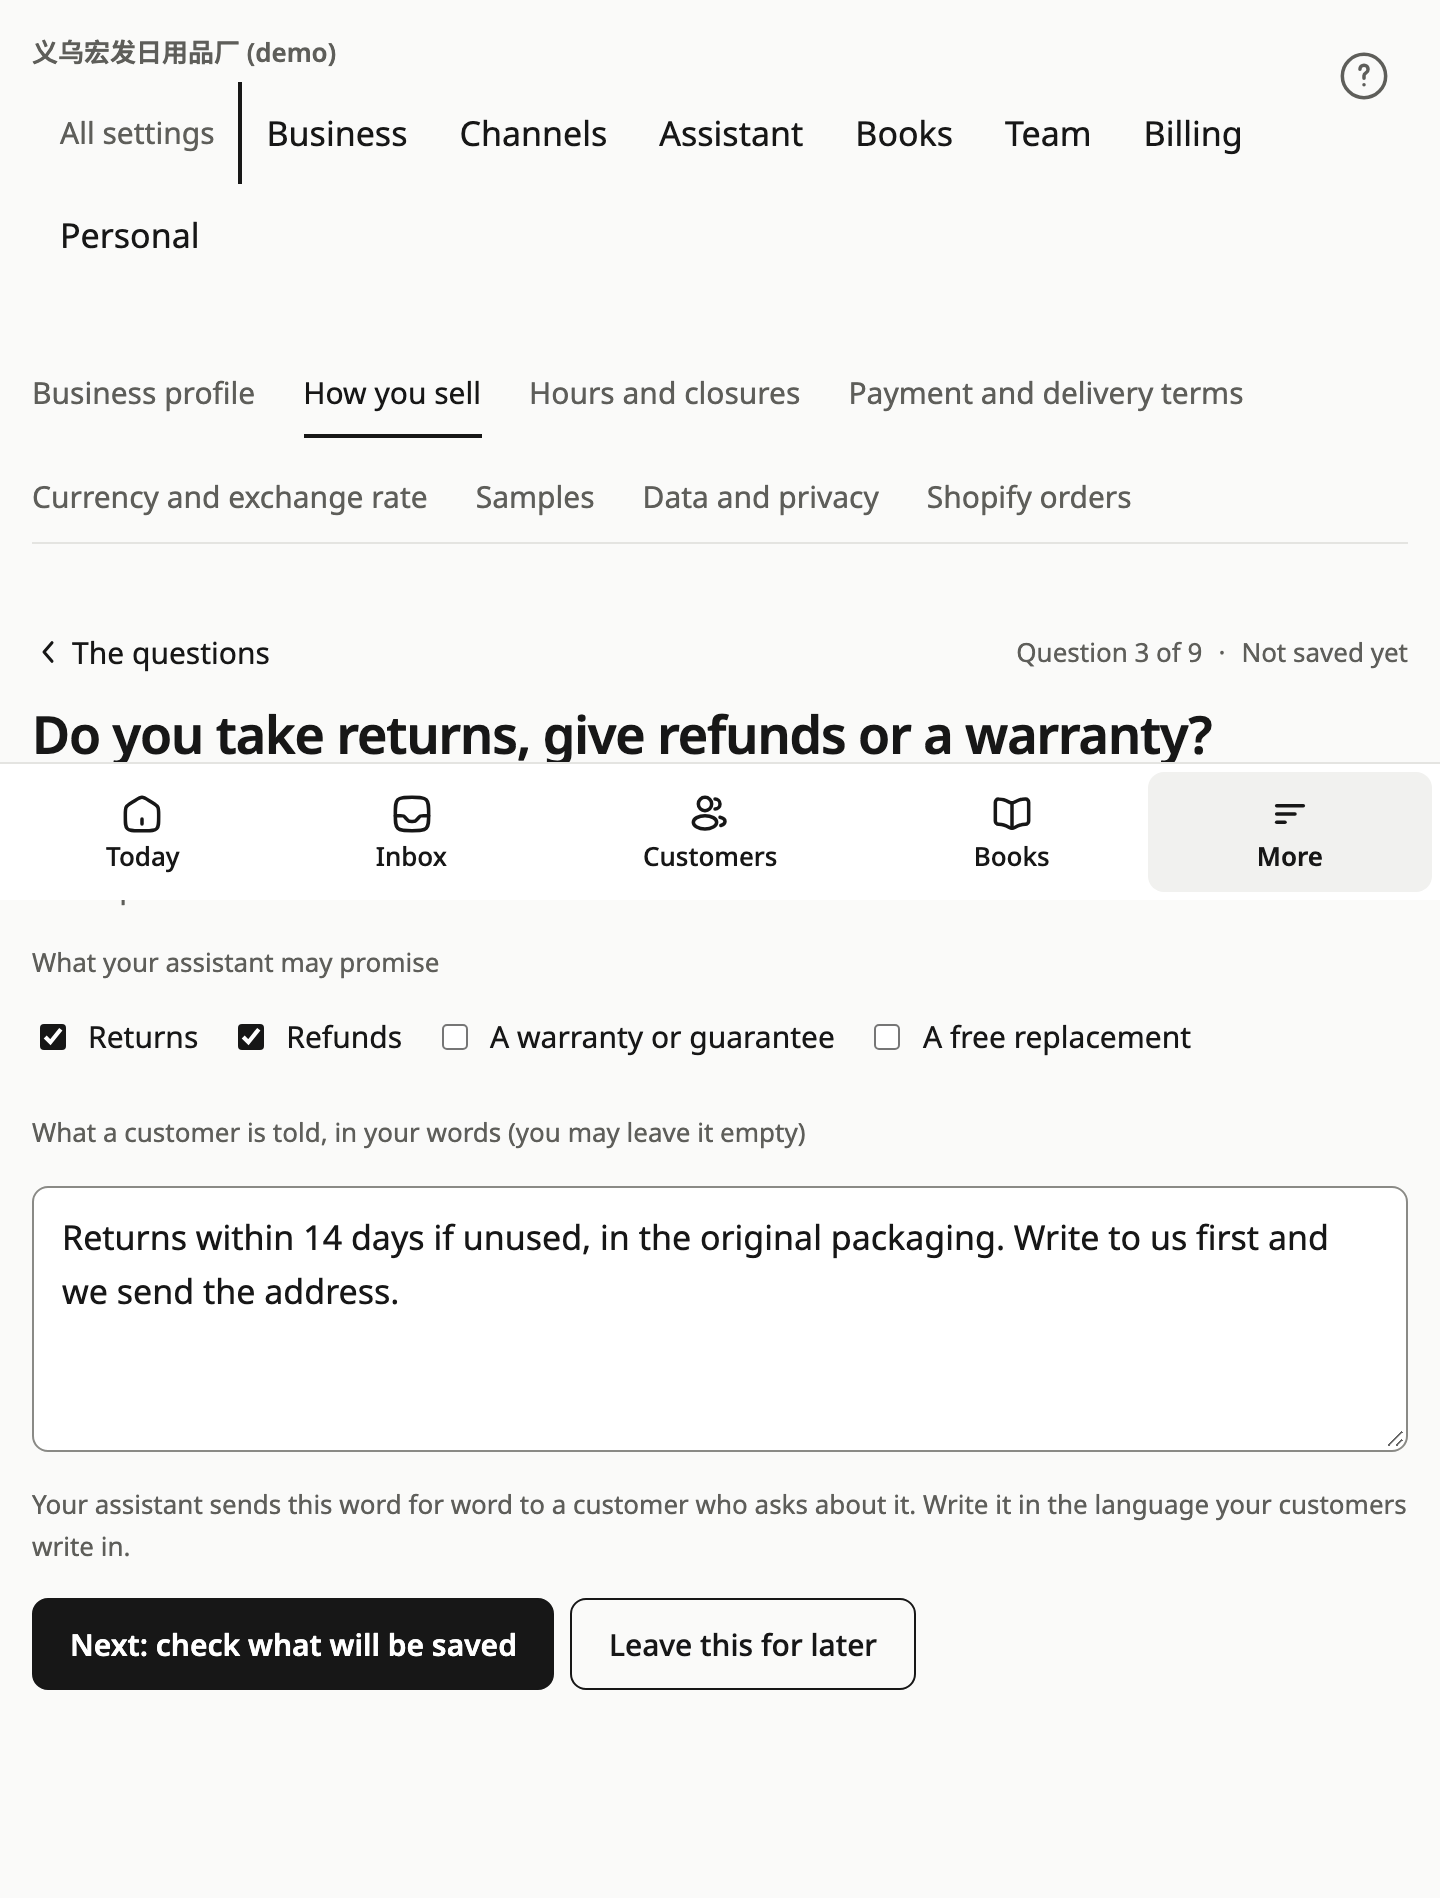 义乌宏发日用品厂 (demo)
All settings
Business
Channels
Assistant
Books
Team
Billing
Personal
Business profile
How you sell
Hours and closures
Payment and delivery terms
Currency and exchange rate
Samples
Data and privacy
Shopify orders
The questions
Question 3 of 9 · Not saved yet
Do you take returns, give refunds or a warranty?
Today
Inbox
Customers
Books
More
What your assistant may promise
Returns
Refunds
A warranty or guarantee
A free replacement
What a customer is told, in your words (you may leave it empty)
Returns within 14 days if unused, in the original packaging. Write to us first and
we send the address.
Your assistant sends this word for word to a customer who asks about it. Write it in the language your customers
write in.
Next: check what will be saved
Leave this for later